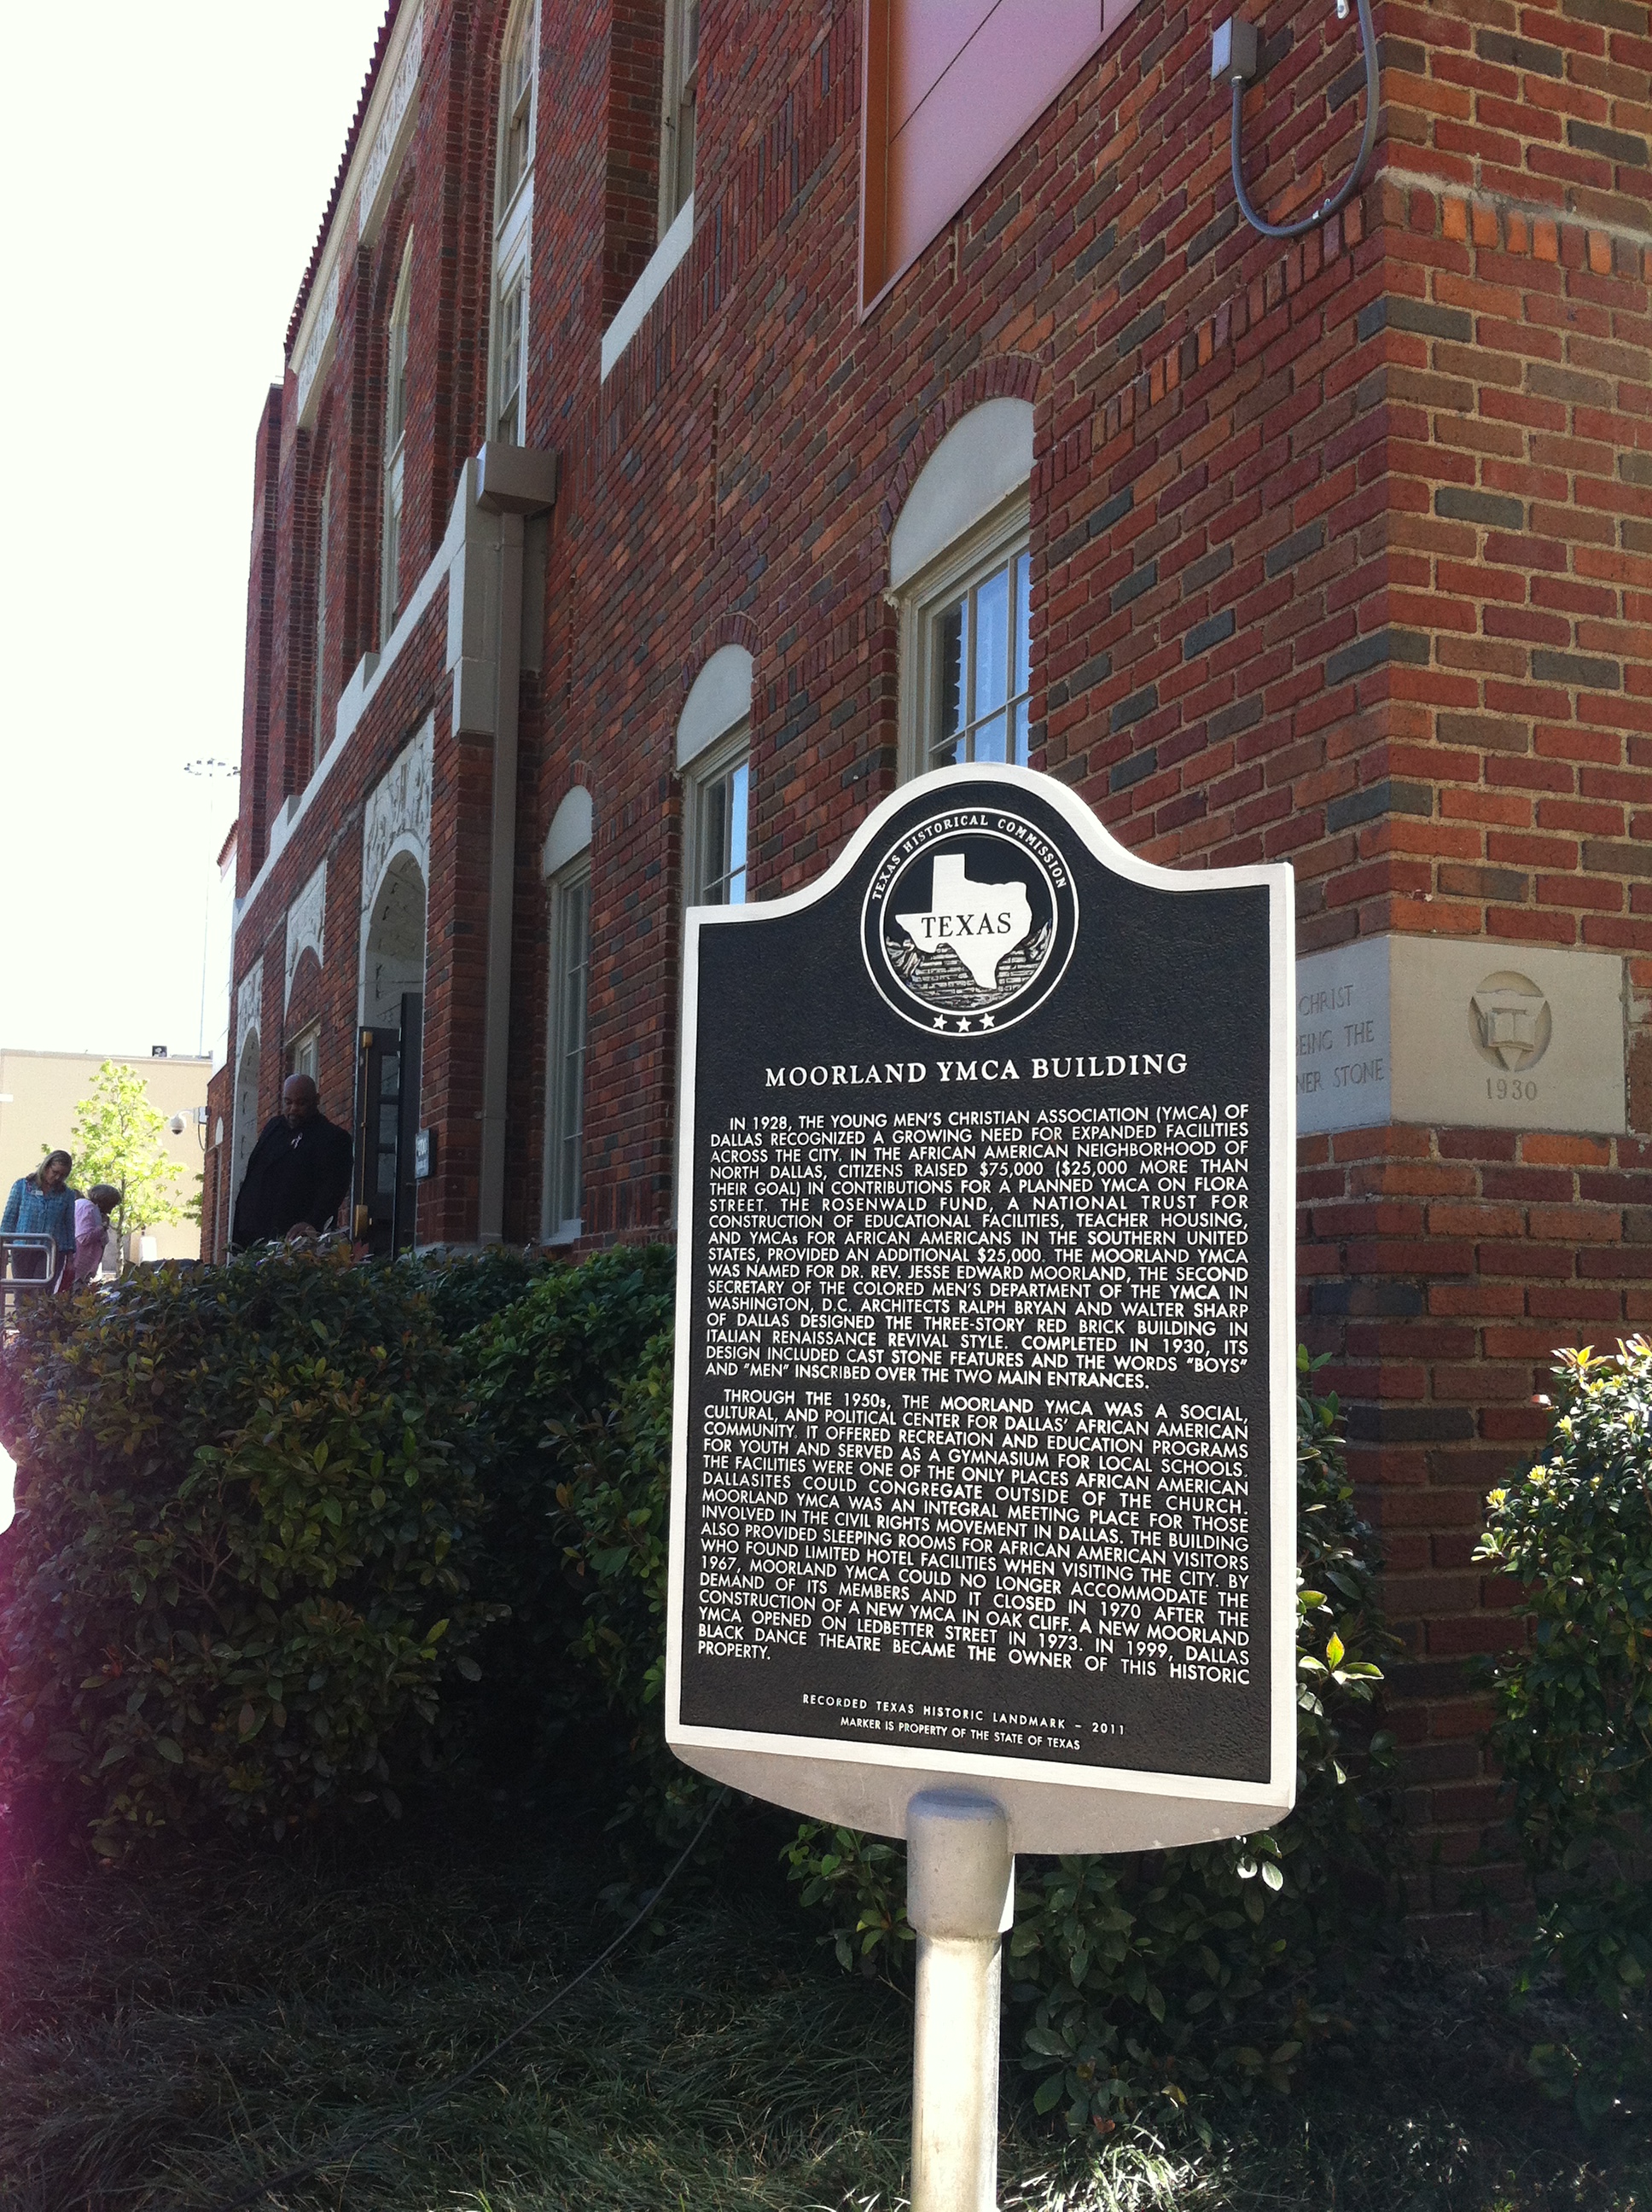 TEXAS HISTORICAL COMMISSION
TEXAS
MOORLAND YMCA BUILDING
IN 1928, THE YOUNG MEN'S CHRISTIAN ASSOCIATION (YMCA) OF
DALLAS RECOGNIZED A GROWING NEED FOR EXPANDED FACILITIES
ACROSS THE CITY. IN THE AFRICAN AMERICAN NEIGHBORHOOD OF
NORTH DALLAS, CITIZENS RAISED $75,000 ($25,000 MORE THAN
THEIR GOAL) IN CONTRIBUTIONS FOR A PLANNED YMCA ON FLORA
STREET. THE ROSENWALD FUND, A NATIONAL TRUST FOR
CONSTRUCTION OF EDUCATIONAL FACILITIES, TEACHER HOUSING,
AND YMCAs FOR AFRICAN AMERICANS IN THE SOUTHERN UNITED
STATES, PROVIDED AN ADDITIONAL $25,000. THE MOORLAND YMCA
WAS NAMED FOR DR. REV. JESSE EDWARD MOORLAND, THE SECOND
SECRETARY OF THE COLORED MEN'S DEPARTMENT OF THE YMCA IN
WASHINGTON, D.C. ARCHITECTS RALPH BRYAN AND WALTER SHARP
OF DALLAS DESIGNED THE THREE-STORY RED BRICK BUILDING IN
ITALIAN RENAISSANCE REVIVAL STYLE. COMPLETED IN 1930, ITS
DESIGN INCLUDED CAST STONE FEATURES AND THE WORDS "BOYS"
AND "MEN" INSCRIBED OVER THE TWO MAIN ENTRANCES.
THROUGH THE 1950s, THE MOORLAND YMCA WAS A SOCIAL,
CULTURAL, AND POLITICAL CENTER FOR DALLAS' AFRICAN AMERICAN
COMMUNITY. IT OFFERED RECREATION AND EDUCATION PROGRAMS
FOR YOUTH AND SERVED AS A GYMNASIUM FOR LOCAL SCHOOLS.
THE FACILITIES WERE ONE OF THE ONLY PLACES AFRICAN AMERICAN
DALLASITES COULD CONGREGATE OUTSIDE OF THE CHURCH.
MOORLAND YMCA WAS AN INTEGRAL MEETING PLACE FOR THOSE
INVOLVED IN THE CIVIL RIGHTS MOVEMENT IN DALLAS. THE BUILDING
ALSO PROVIDED SLEEPING ROOMS FOR AFRICAN AMERICAN VISITORS
WHO FOUND LIMITED HOTEL FACILITIES WHEN VISITING THE CITY. BY
1967, MOORLAND YMCA COULD NO LONGER ACCOMMODATE THE
DEMAND OF ITS MEMBERS AND IT CLOSED IN 1970 AFTER THE
CONSTRUCTION OF A NEW YMCA IN OAK CLIFF. A NEW MOORLAND
YMCA OPENED ON LEDBETTER STREET IN 1973. IN 1999, DALLAS
BLACK DANCE THEATRE BECAME THE OWNER OF THIS HISTORIC
PROPERTY.
RECORDED TEXAS HISTORIC LANDMARK – 2011
MARKER IS PROPERTY OF THE STATE OF TEXAS
CHRIST
EING THE
NER STONE
1930